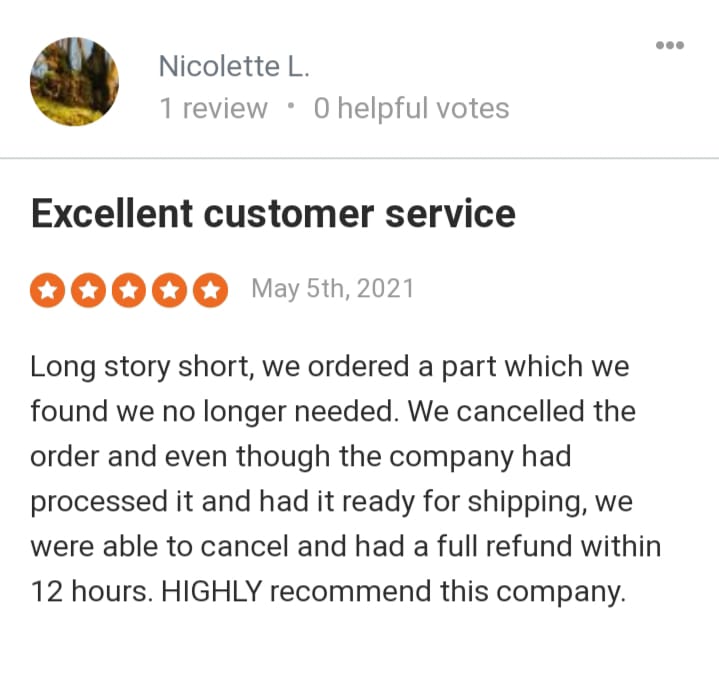 Nicolette L.
1 review • 0 helpful votes
Excellent customer service
May 5th, 2021
Long story short, we ordered a part which we
found we no longer needed. We cancelled the
order and even though the company had
processed it and had it ready for shipping, we
were able to cancel and had a full refund within
12 hours. HIGHLY recommend this company.